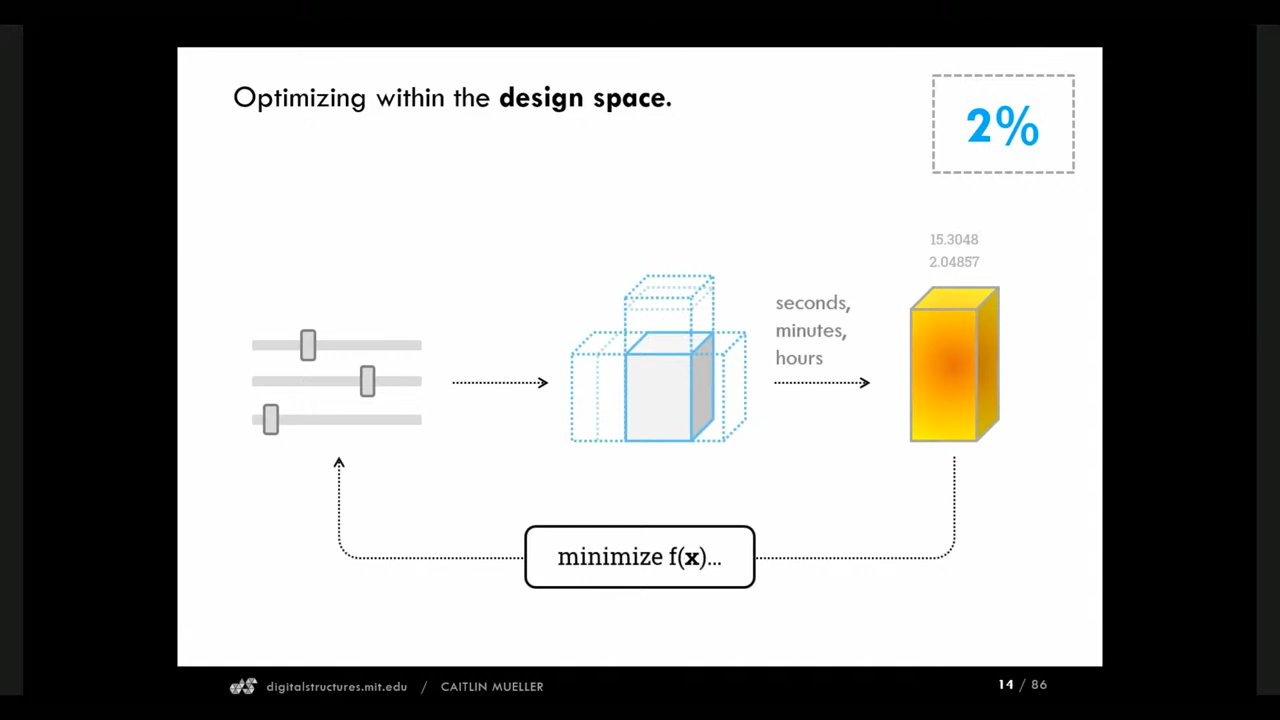 Optimizing within the design space.
2%
15.3048
2.04857
seconds,
minutes,
hours
minimize f(x)...
digitalstructures.mit.edu / CAITLIN MUELLER
14 / 86